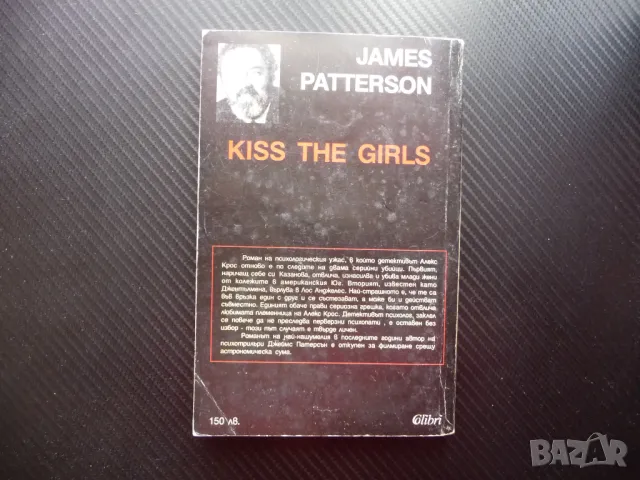 JAMES
PATTERSON
KISS THE GIRLS
Роман на психологическия ужас, в който детективът Алекс
Крос отново е по следите на двама серийни убийци. Първият,
наричащ себе си Казанова, отвлича, изнасилва и убива млади жени
от колежите в американския Юг. Вторият, известен като
Джентълмена, върлува в Лос Анджелес. Най-страшното е, че те са
във връзка един с друг и се състезават, а може би и действат
съвместно. Единият обаче прави сериозна грешка, когато отвлича
любимата племенница на Алекс Крос. Детективът психолог, заклел
се повече да не преследва перверзни психопати, е оставен без
избор - този път случаят е твърде личен.
Романът на най-нашумелия в последните години автор на
психотрилъри Джеймс Патерсън е откупен за филмиране срещу
астрономическа сума.
150 лв.
Colibri
BAZAR
bg